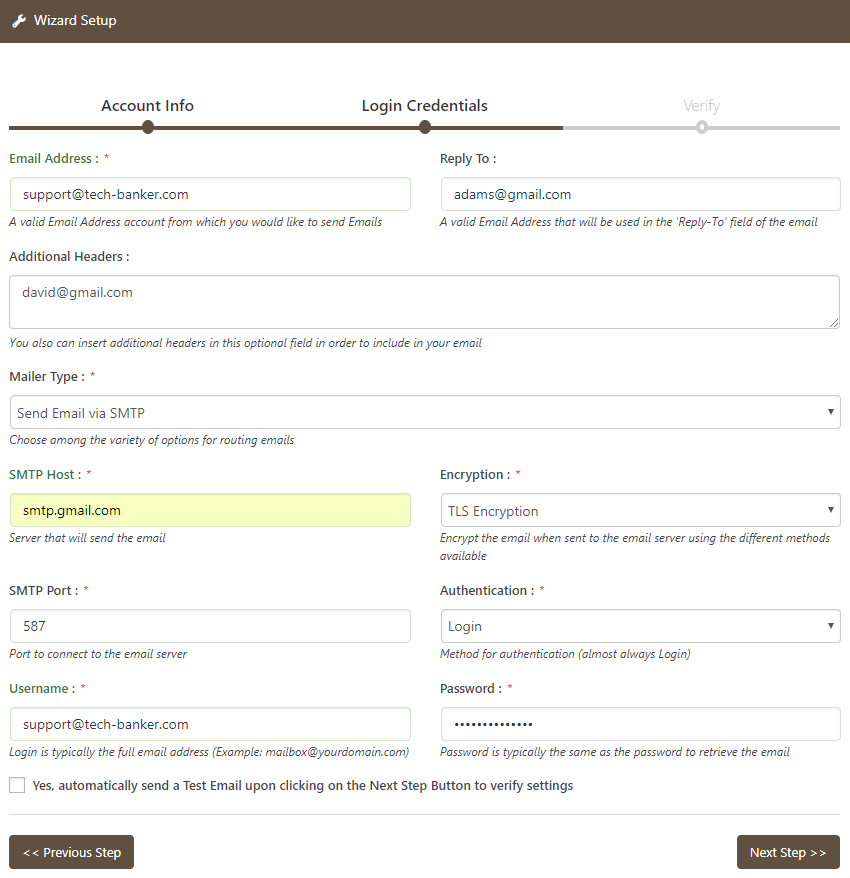 Wizard Setup
Account Info
Login Credentials
Verify
Email Address : *
Reply To :
support@tech-banker.com
adams@gmail.com
A valid Email Address account from which you would like to send Emails
A valid Email Address that will be used in the 'Reply-To' field of the email
Additional Headers :
david@gmail.com
You also can insert additional headers in this optional field in order to include in your email
Mailer Type : *
Send Email via SMTP
Choose among the variety of options for routing emails
SMTP Host : *
Encryption : *
smtp.gmail.com
TLS Encryption
Server that will send the email
Encrypt the email when sent to the email server using the different methods
available
SMTP Port : *
Authentication : *
587
Login
Port to connect to the email server
Method for authentication (almost always Login)
Username : *
Password : *
support@tech-banker.com
••••••••••••••
Login is typically the full email address (Example: mailbox@yourdomain.com)
Password is typically the same as the password to retrieve the email
Yes, automatically send a Test Email upon clicking on the Next Step Button to verify settings
<< Previous Step
Next Step >>